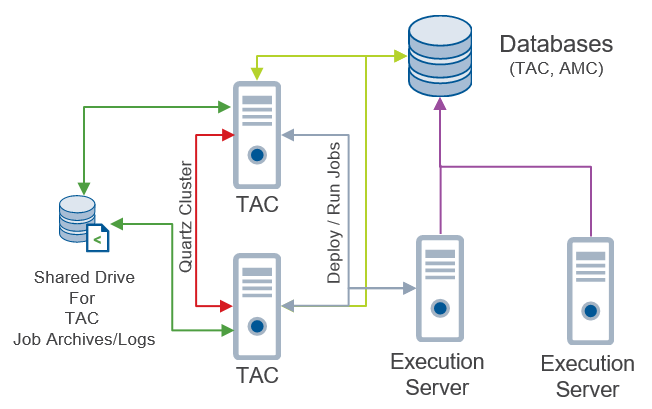 Databases
(TAC, AMC)
TAC
Quartz Cluster
Deploy / Run Jobs
Shared Drive
For
TAC
Job Archives/Logs
TAC
Execution
Server
Execution
Server
<